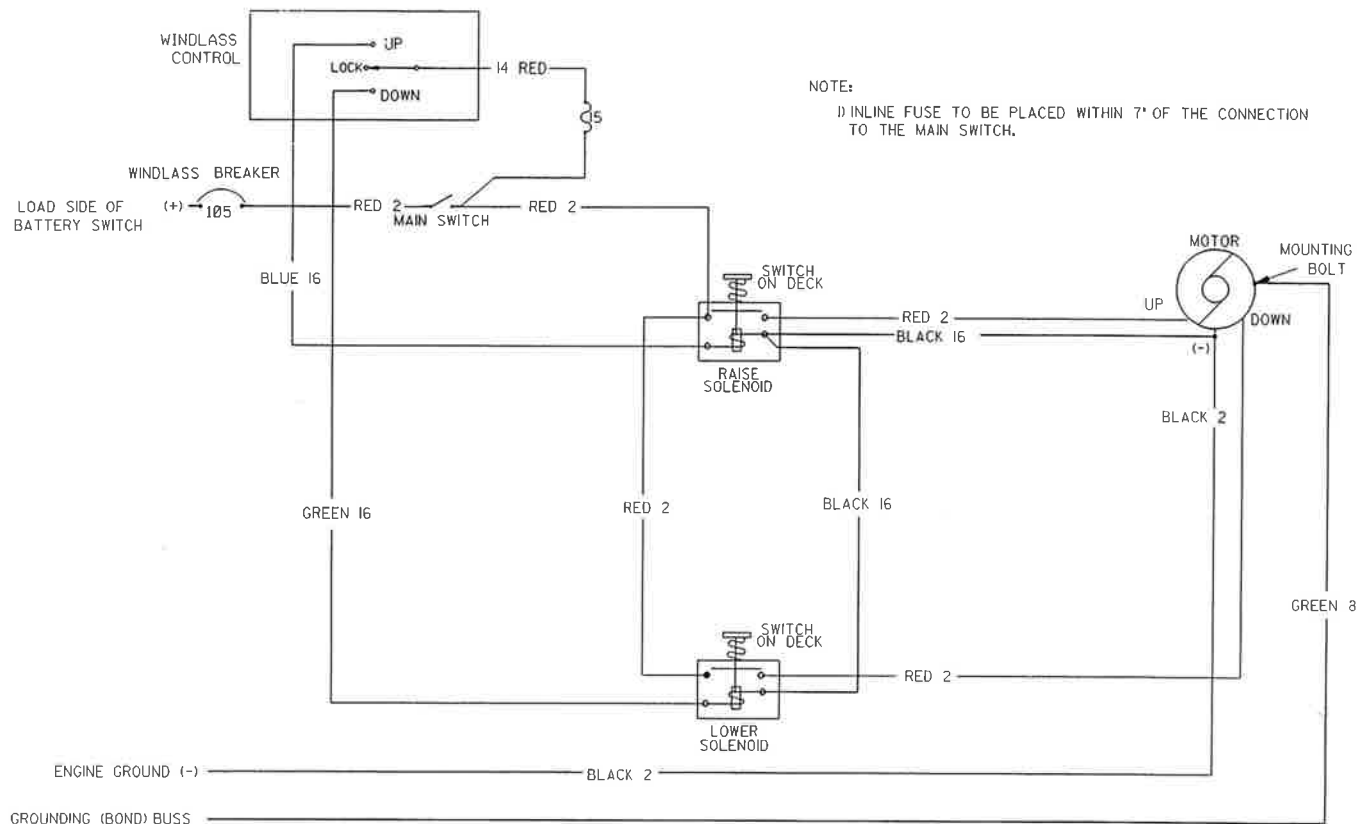 WINDLASS
CONTROL
UP
LOCK
DOWN
14 RED
5
NOTE:
1) INLINE FUSE TO BE PLACED WITHIN 7" OF THE CONNECTION
TO THE MAIN SWITCH.
WINDLASS BREAKER
LOAD SIDE OF
BATTERY SWITCH
(+)
105
RED 2
MAIN SWITCH
RED 2
BLUE 16
SWITCH
ON DECK
RAISE
SOLENOID
RED 2
BLACK 16
MOTOR
MOUNTING
BOLT
UP
DOWN
(-)
BLACK 2
GREEN 16
RED 2
BLACK 16
GREEN 8
SWITCH
ON DECK
RED 2
LOWER
SOLENOID
ENGINE GROUND (-)
BLACK 2
GROUNDING (BOND) BUSS